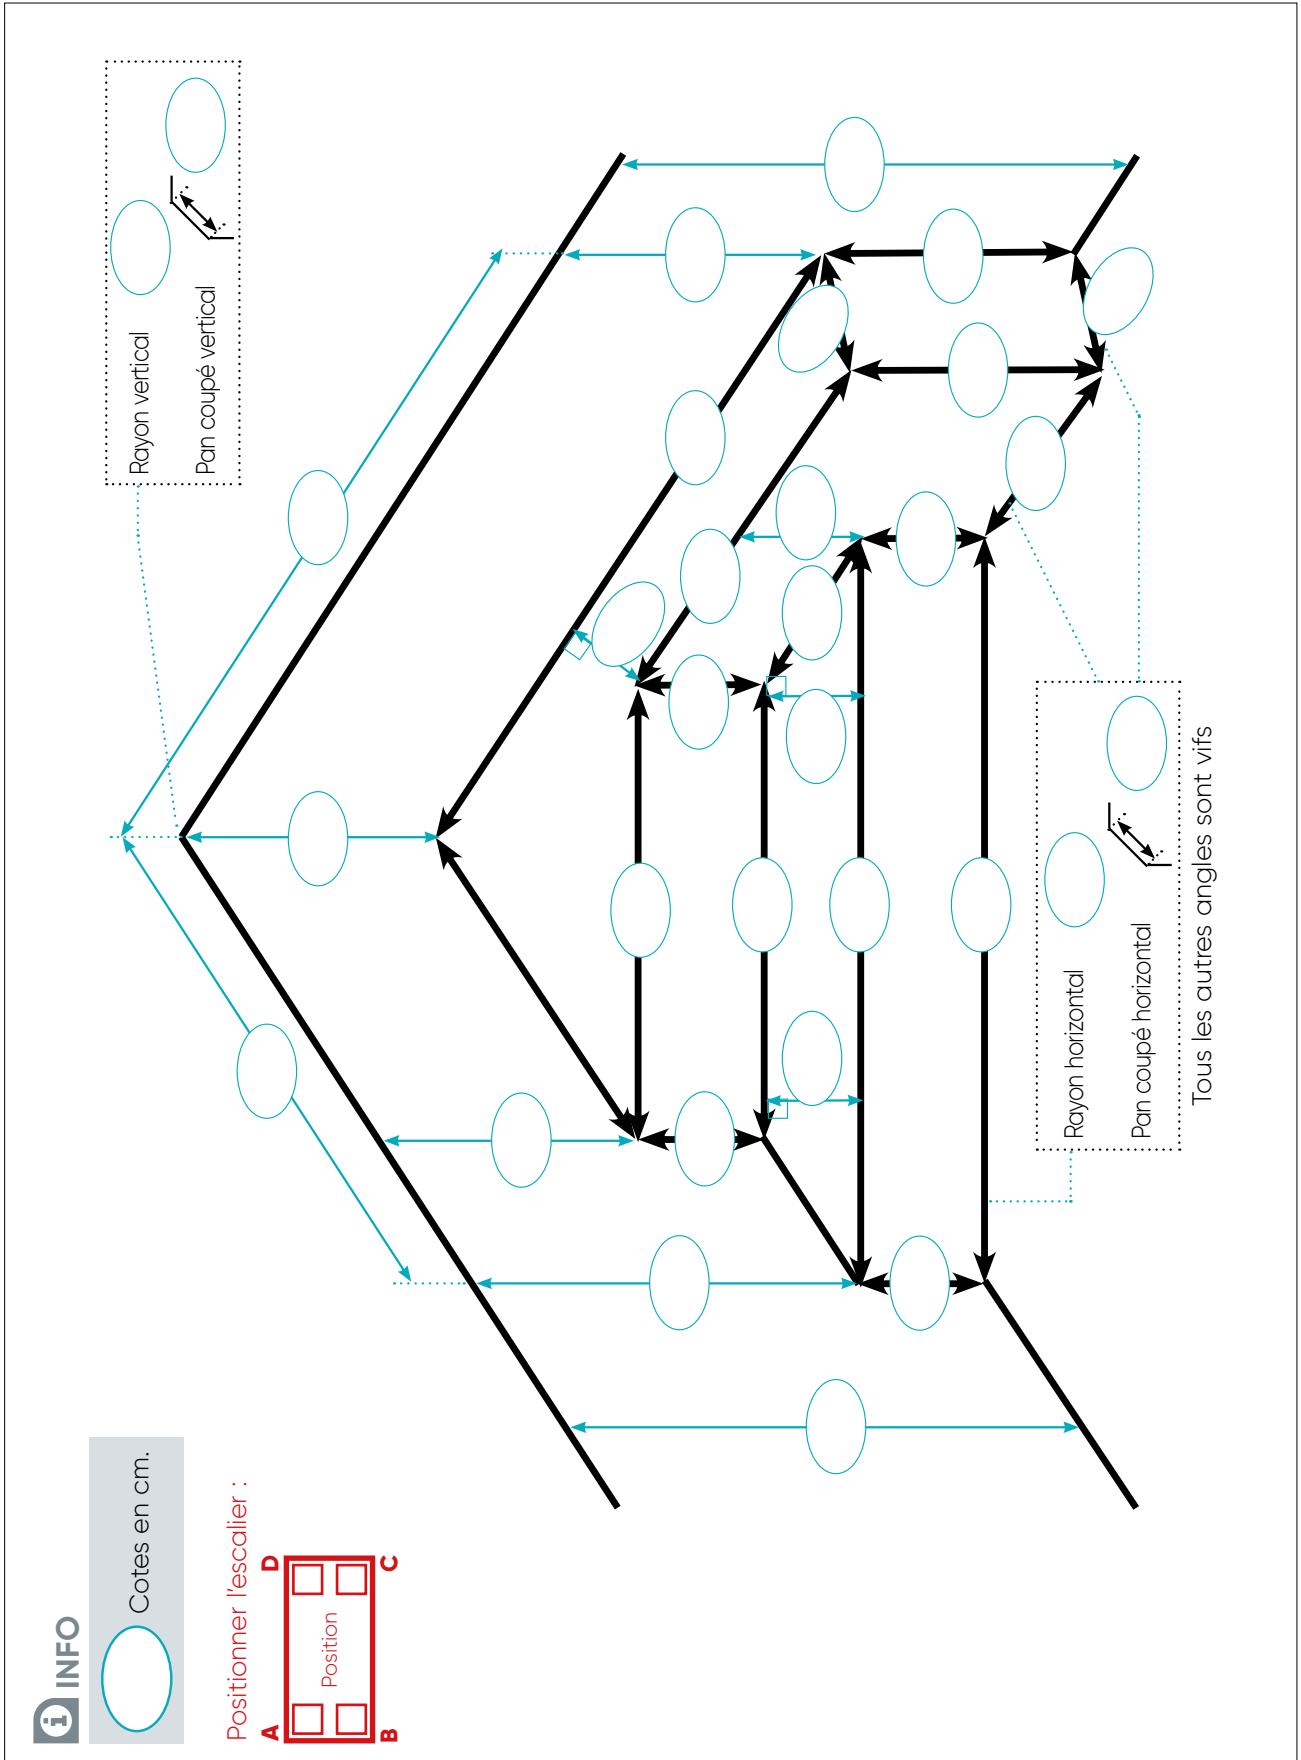 i INFO
Cotes en cm.
Positionner l'escalier :
A
D
Position
B
C
Rayon vertical
Pan coupé vertical
Rayon horizontal
Pan coupé horizontal
Tous les autres angles sont vifs